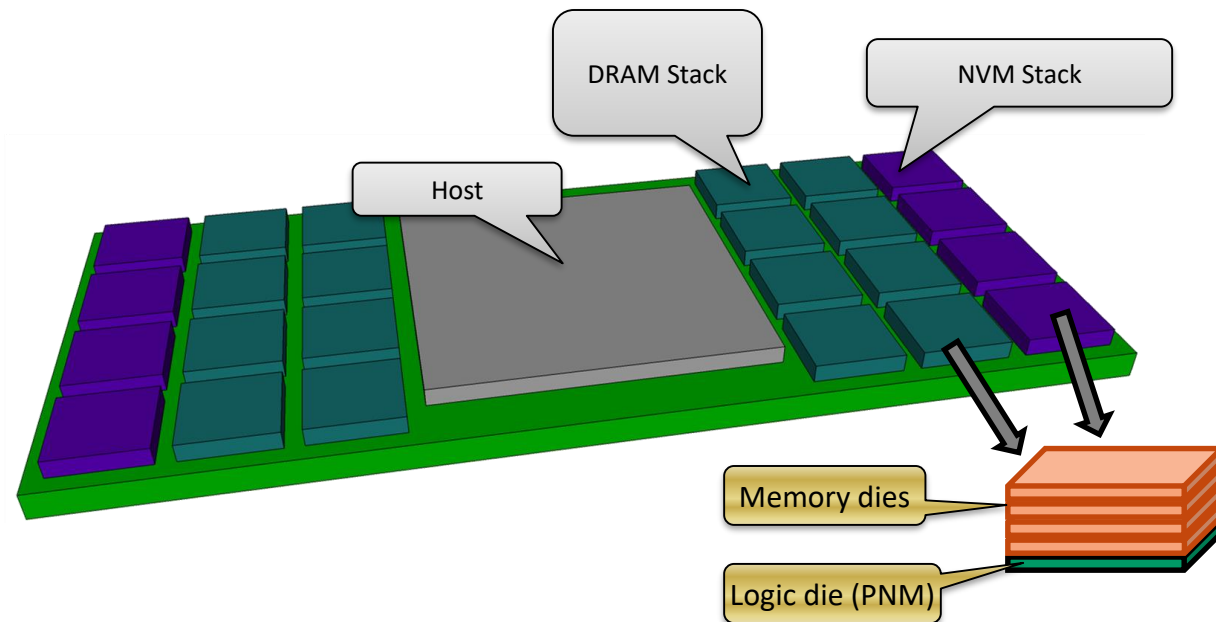 DRAM Stack
NVM Stack
Host
Memory dies
Logic die (PNM)